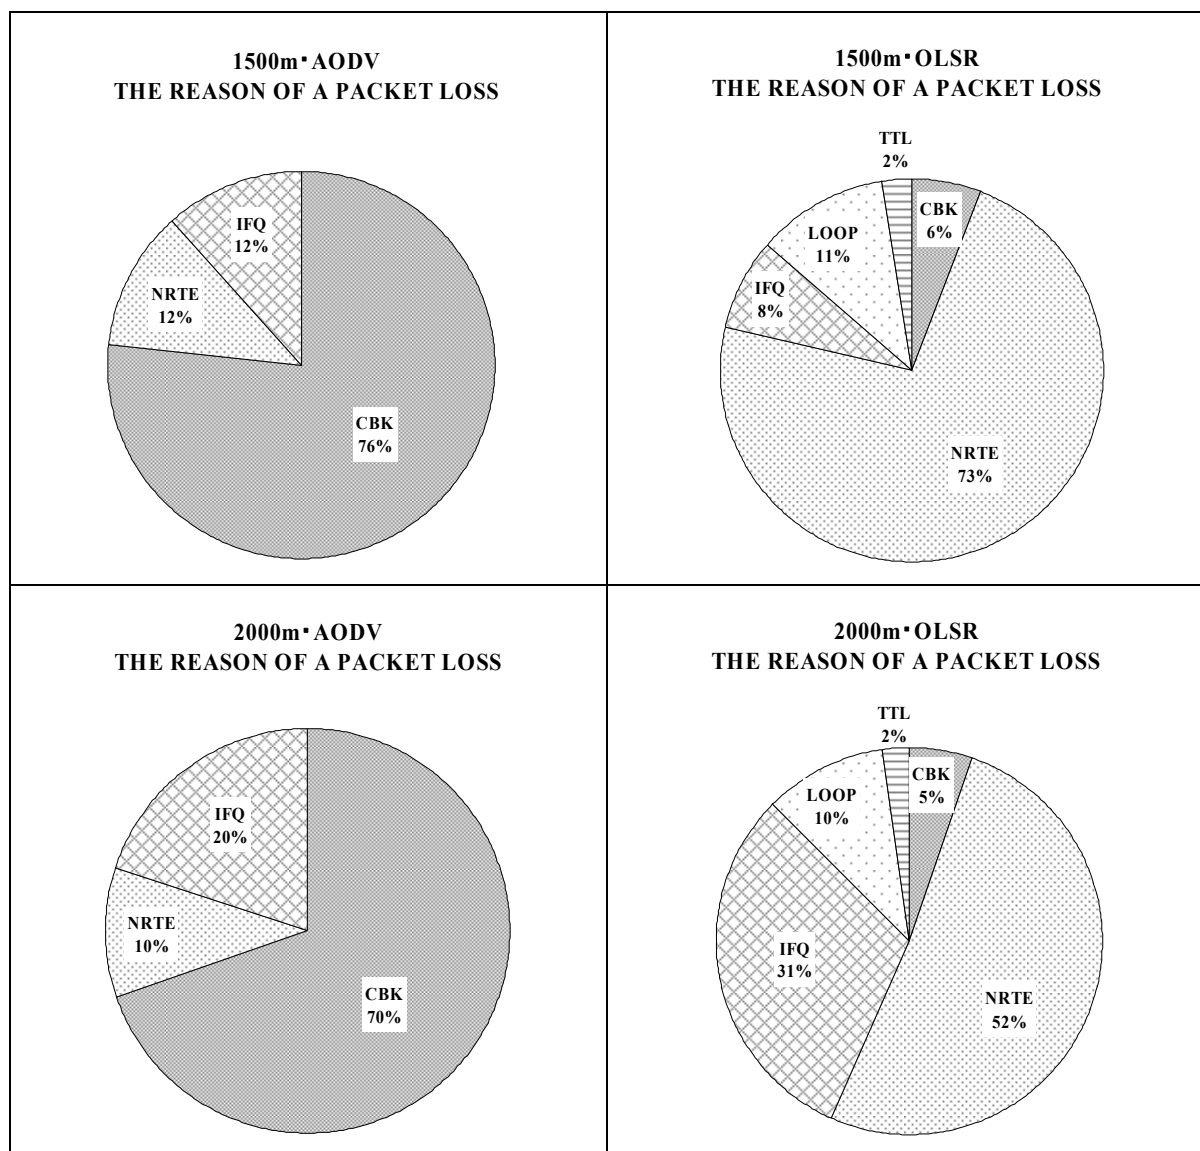 1500m▪AODV
THE REASON OF A PACKET LOSS
IFQ
12%
NRTE
12%
CBK
76%
1500m▪OLSR
THE REASON OF A PACKET LOSS
TTL
2%
CBK
6%
LOOP
11%
IFQ
8%
NRTE
73%
2000m▪AODV
THE REASON OF A PACKET LOSS
IFQ
20%
NRTE
10%
CBK
70%
2000m▪OLSR
THE REASON OF A PACKET LOSS
TTL
2%
CBK
5%
LOOP
10%
IFQ
31%
NRTE
52%